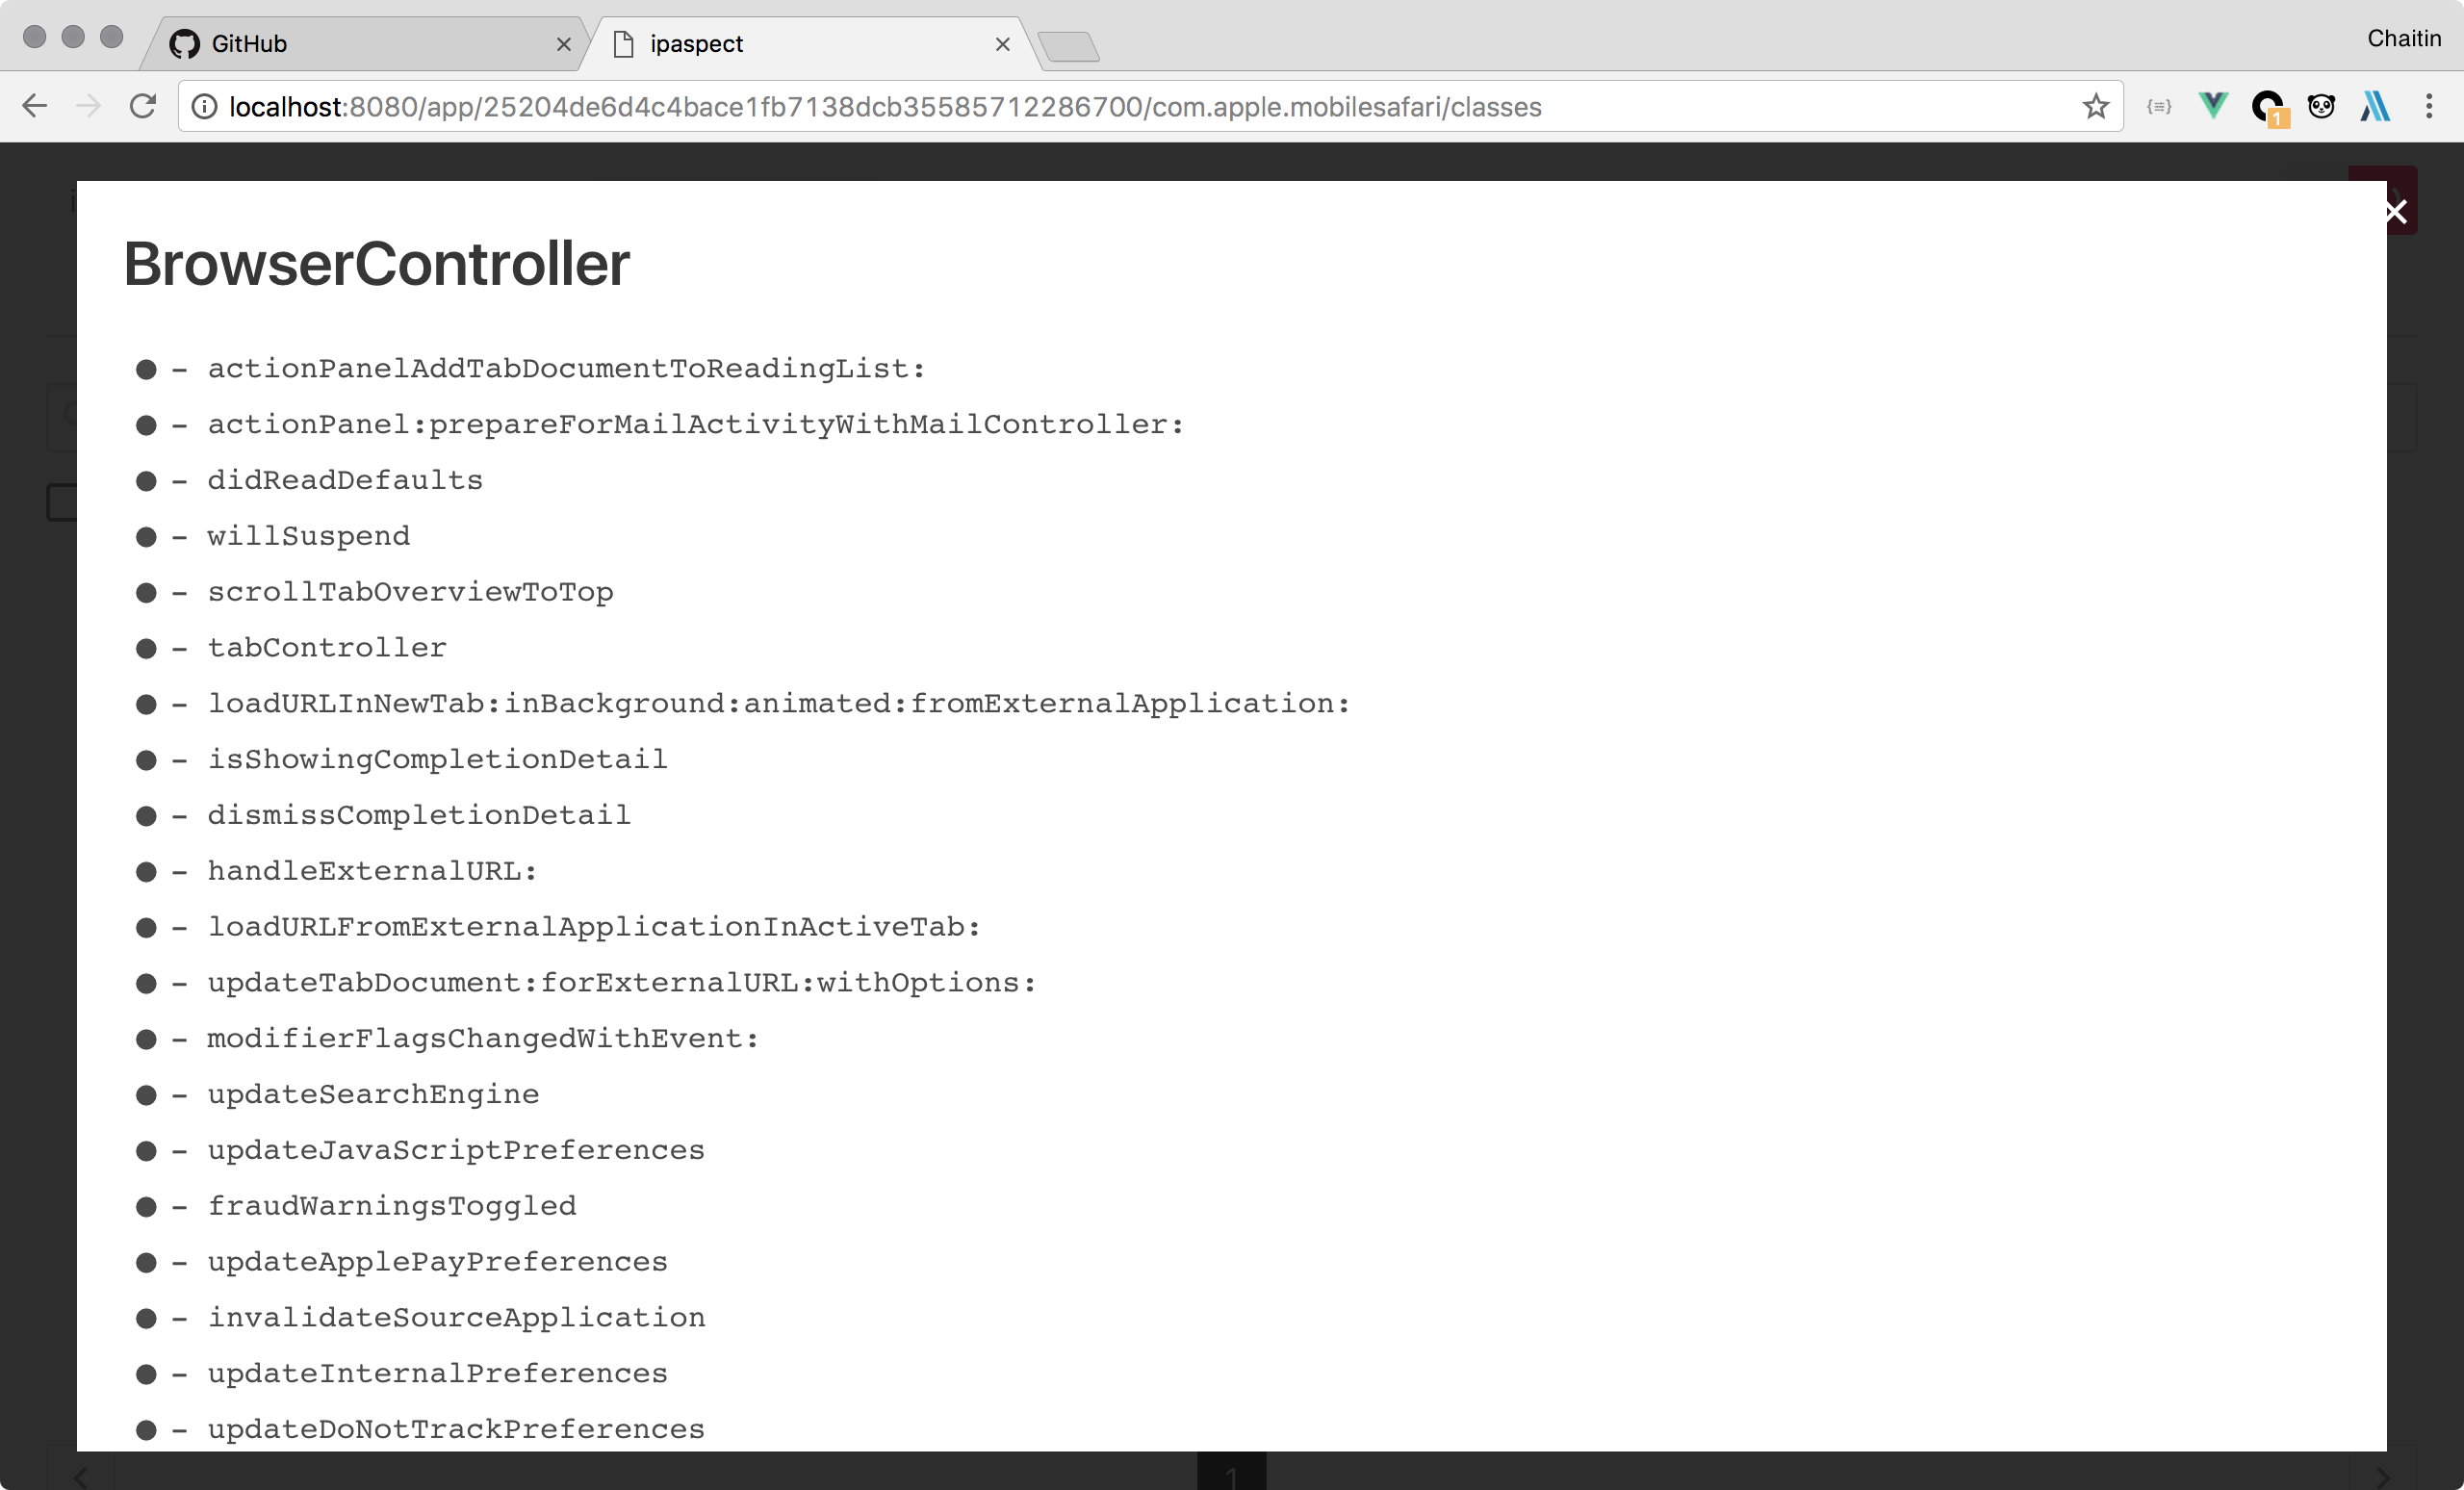 GitHub
ipaspect
Chaitin
localhost:8080/app/25204de6d4c4bace1fb7138dcb35585712286700/com.apple.mobilesafari/classes
1
BrowserController
- actionPanelAddTabDocumentToReadingList:
- actionPanel:prepareForMailActivityWithMailController:
- didReadDefaults
- willSuspend
- scrollTabOverviewToTop
- tabController
- loadURLInNewTab:inBackground:animated:fromExternalApplication:
- isShowingCompletionDetail
- dismissCompletionDetail
- handleExternalURL:
- loadURLFromExternalApplicationInActiveTab:
- updateTabDocument:forExternalURL:withOptions:
- modifierFlagsChangedWithEvent:
- updateSearchEngine
- updateJavaScriptPreferences
- fraudWarningsToggled
- updateApplePayPreferences
- invalidateSourceApplication
- updateInternalPreferences
- updateDoNotTrackPreferences
1